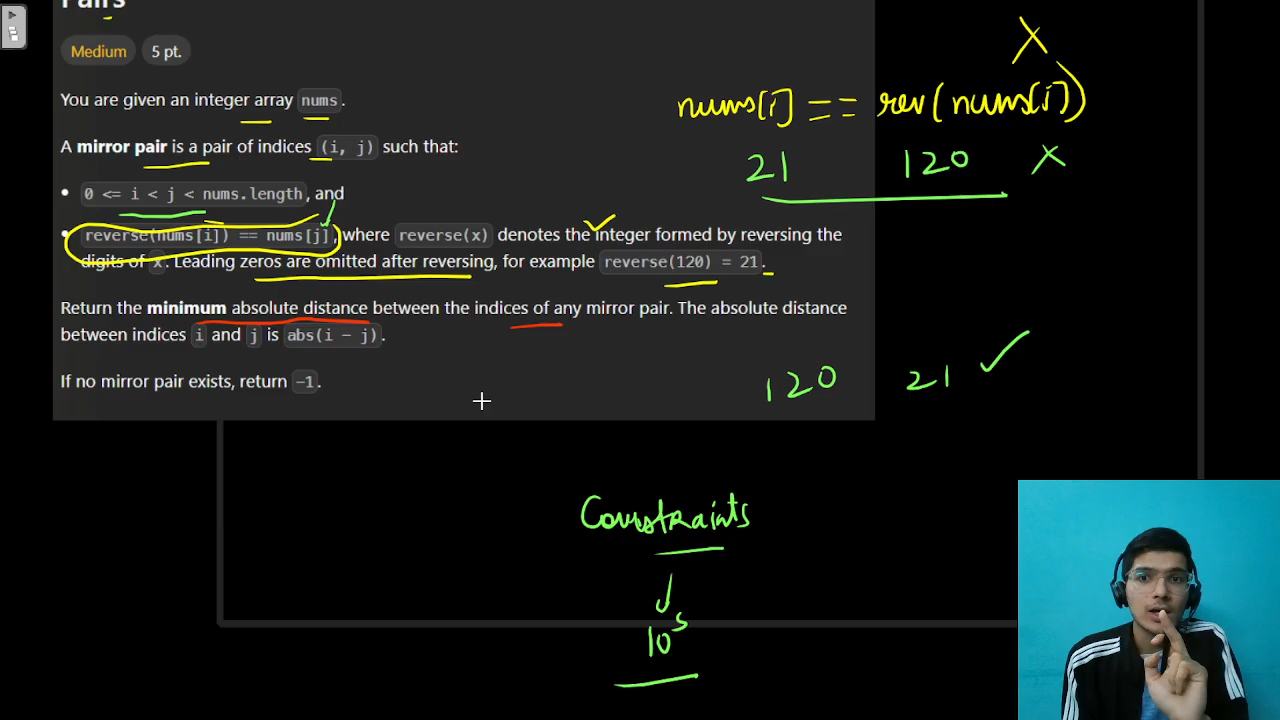 Pairs
Medium 5 pt.
You are given an integer array nums.
A mirror pair is a pair of indices (i, j) such that:
0 <= i < j < nums.length, and
reverse(nums[i]) == nums[j], where reverse(x) denotes the integer formed by reversing the
digits of x. Leading zeros are omitted after reversing, for example reverse(120) = 21.
Return the minimum absolute distance between the indices of any mirror pair. The absolute distance
between indices i and j is abs(i - j).
If no mirror pair exists, return -1.
X
nums[i] == rev(nums[i])
21 120 X
120 21 ✓
Constraints
10^5